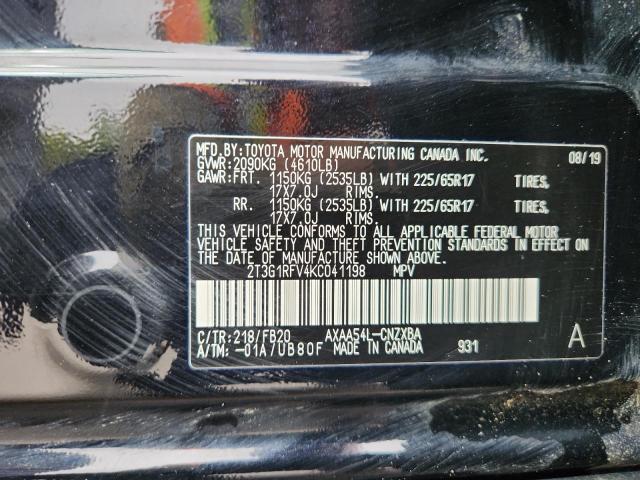 MFD.BY:TOYOTA MOTOR MANUFACTURING CANADA INC. 08/19
GVWR:2090KG (4610LB)
GAWR:FRT. 1150KG (2535LB) WITH 225/65R17 TIRES,
17X7.0J RIMS.
RR. 1150KG (2535LB) WITH 225/65R17 TIRES,
17X7.0J RIMS.
THIS VEHICLE CONFORMS TO ALL APPLICABLE FEDERAL MOTOR
VEHICLE SAFETY AND THEFT PREVENTION STANDARDS IN EFFECT ON
THE DATE OF MANUFACTURE SHOWN ABOVE.
2T3G1RFV4KC041198 MPV
C/TR:218/FB20 AXAA54L-CNZXBA A
A/TM:-01A/UB80F MADE IN CANADA 931